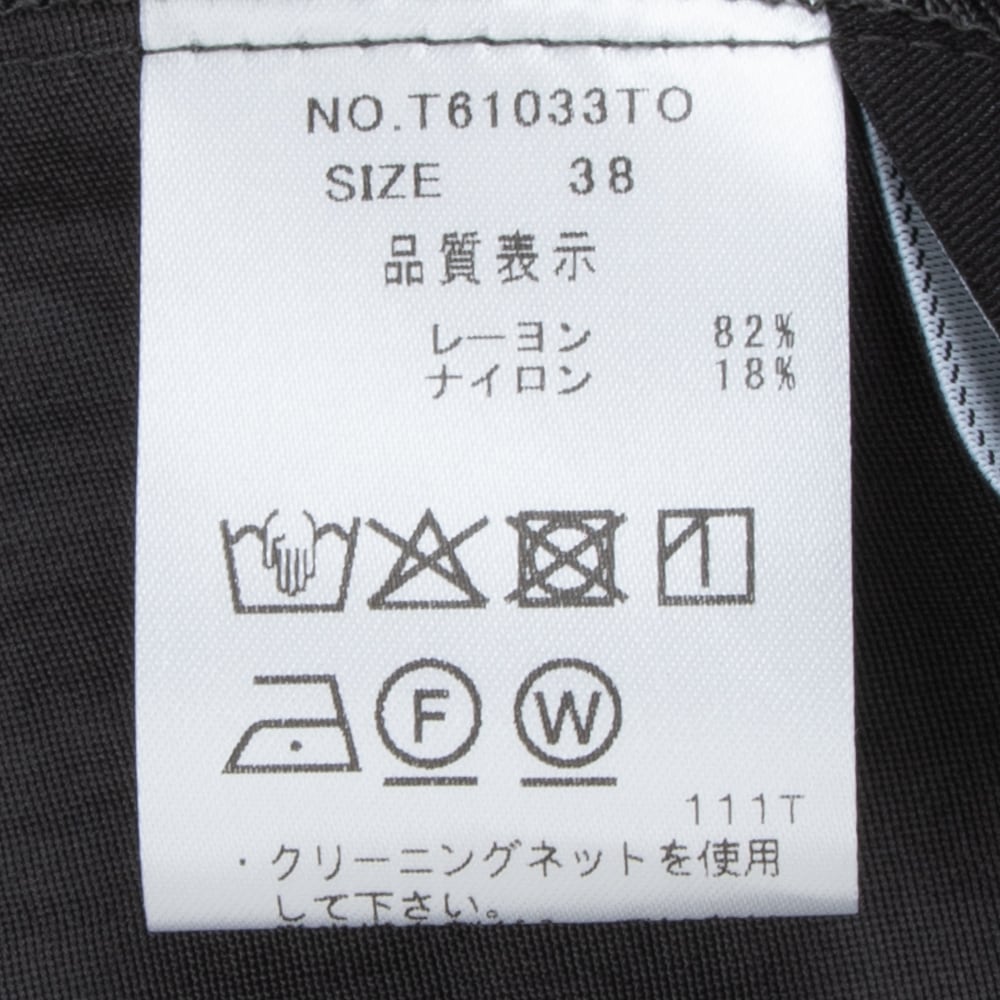 NO.T61033TO
SIZE 38
品質表示
レーヨン 82%
ナイロン 18%
F W
111T
・クリーニングネットを使用
して下さい。